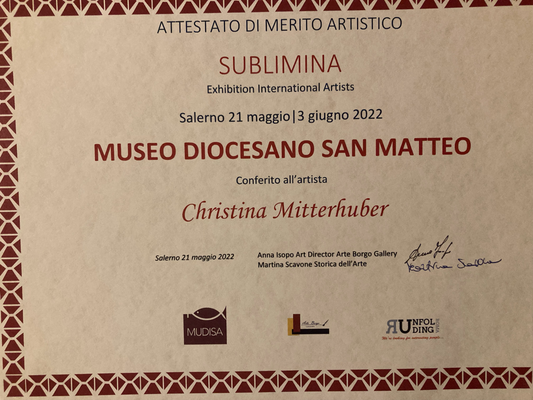 ATTESTATO DI MERITO ARTISTICO
SUBLIMINA
Exhibition International Artists
Salerno 21 maggio|3 giugno 2022
MUSEO DIOCESANO SAN MATTEO
Conferito all’artista
Christina Mitterhuber
Salerno 21 maggio 2022
Anna Isopo Art Director Arte Borgo Gallery
Martina Scavone Storica dell’Arte
MUDISA
RUNFOL
DING